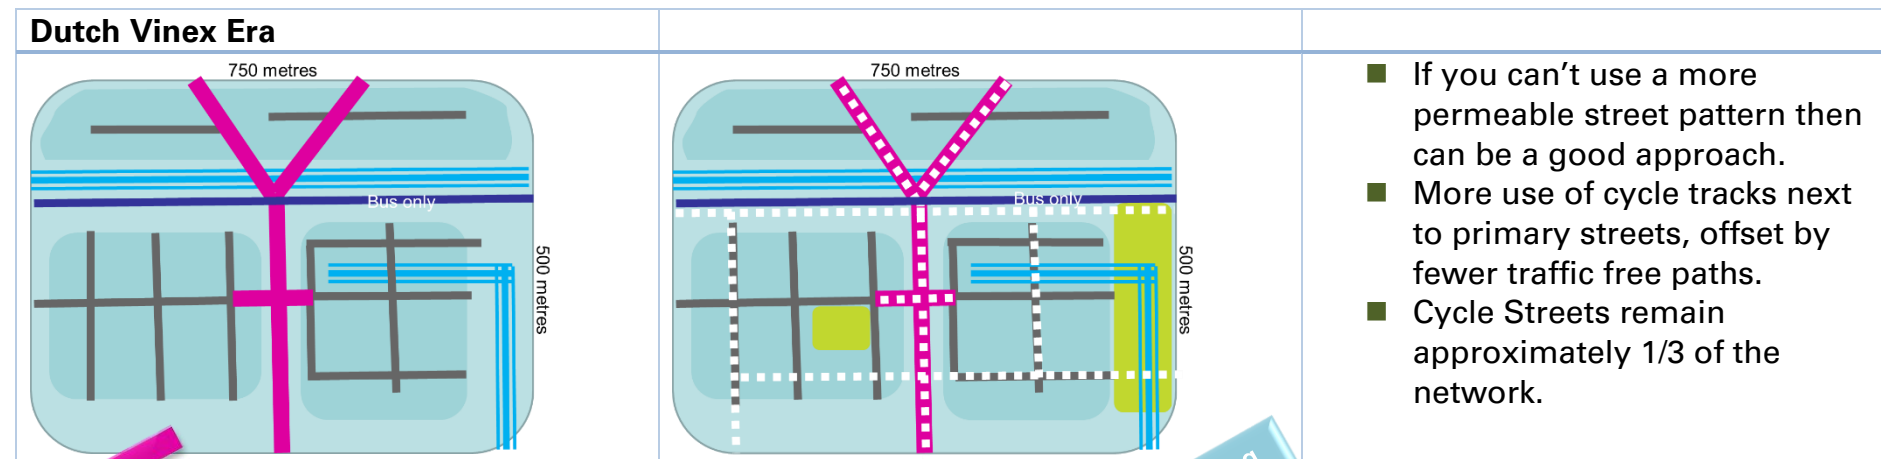 Dutch Vinex Era
750 metres
Bus only
500 metres
750 metres
Bus only
500 metres
■ If you can’t use a more
permeable street pattern then
can be a good approach.
■ More use of cycle tracks next
to primary streets, offset by
fewer traffic free paths.
■ Cycle Streets remain
approximately 1/3 of the
network.